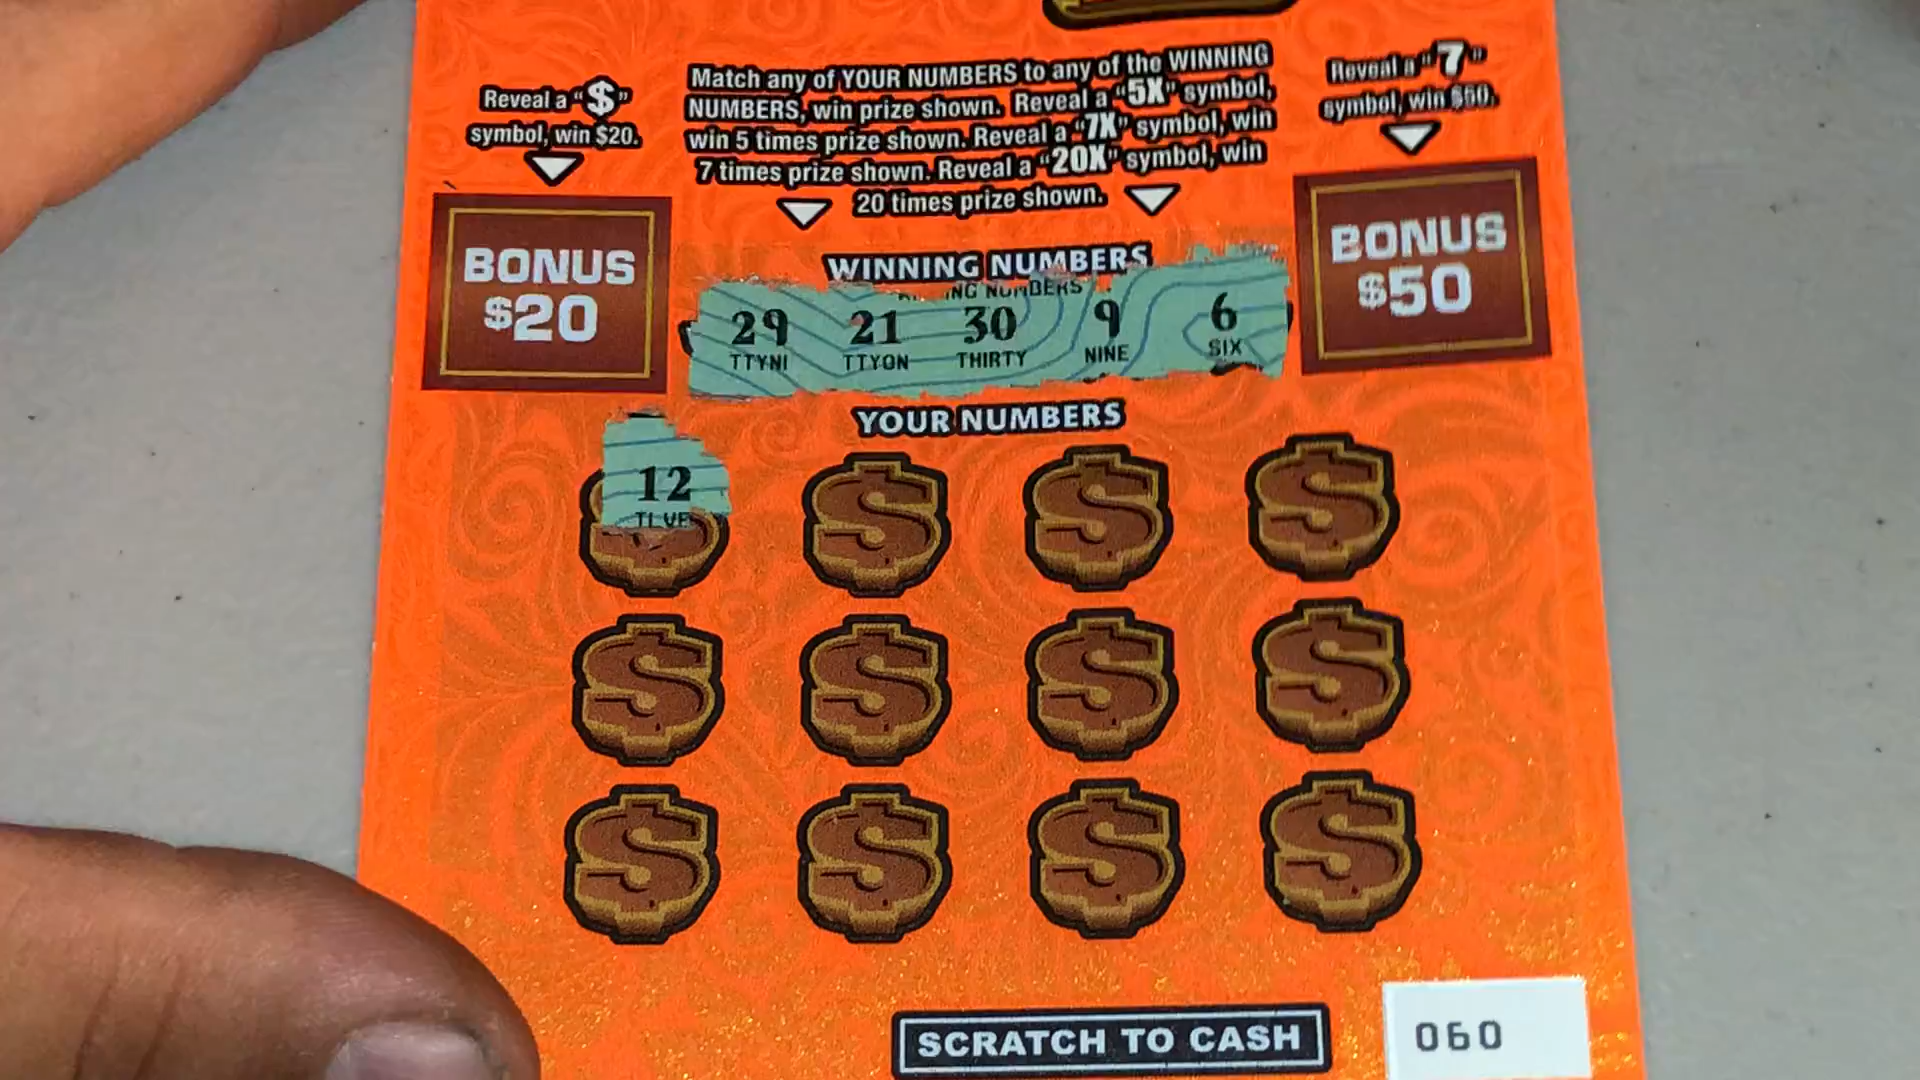 Reveal a "$"
symbol, win $20.
Match any of YOUR NUMBERS to any of the WINNING
NUMBERS, win prize shown. Reveal a "5X" symbol,
win 5 times prize shown. Reveal a "7X" symbol, win
7 times prize shown. Reveal a "20X" symbol, win
20 times prize shown.
Reveal a "7"
symbol, win $50.
BONUS
$20
BONUS
$50
WINNING NUMBERS
NG NUMBERS
29 21 30 9 6
TTYNI TTYON THIRTY NINE SIX
YOUR NUMBERS
12
TLVE
SCRATCH TO CASH
060